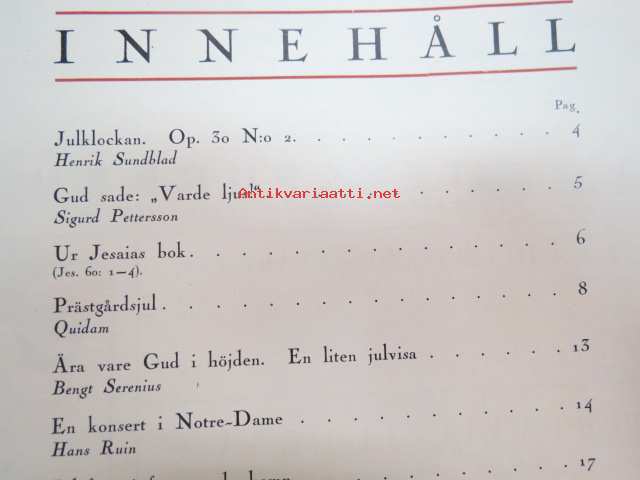 INNEHÅLL
Pag.
Julklockan. Op. 30 N:o 2. . . . . . . . . . . . . 4
Henrik Sundblad
Gud sade: „Varde ljus!“ . . . . . . . . . 5
Antikvariaatti.net
Sigurd Pettersson
Ur Jesaias bok. . . . . . . . . . . . . . . . . 6
(Jes. 60: 1—4).
Prästgårdsjul. . . . . . . . . . . . . . . . . . 8
Quidam
Ära vare Gud i höjden. En liten julvisa . . . . . . 13
Bengt Serenius
En konsert i Notre-Dame . . . . . . . . . . . 14
Hans Ruin
17